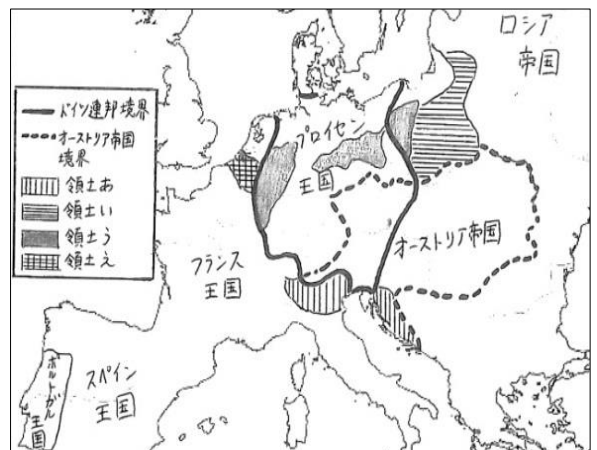 ロシア
帝国
ドイツ連邦境界
オーストリア帝国
境界
領土あ
領土い
領土う
領土え
プロイセン
王国
オーストリア帝国
フランス
王国
スペイン
王国
ポルトガル
王国